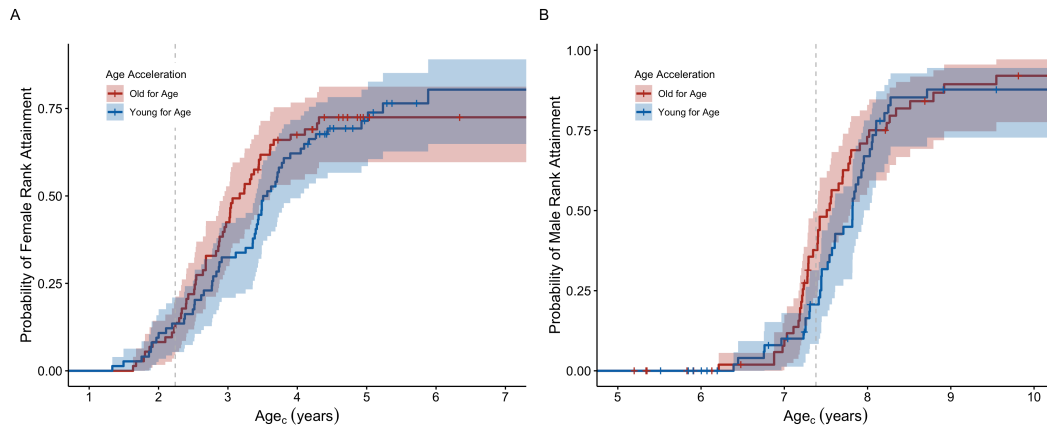 A
Probability of Female Rank Attainment
0.75
0.50
0.25
0.00
Age Acceleration
Old for Age
Young for Age
1 2 3 4 5 6 7
Age_c (years)
B
Probability of Male Rank Attainment
1.00
0.75
0.50
0.25
0.00
Age Acceleration
Old for Age
Young for Age
5 6 7 8 9 10
Age_c (years)